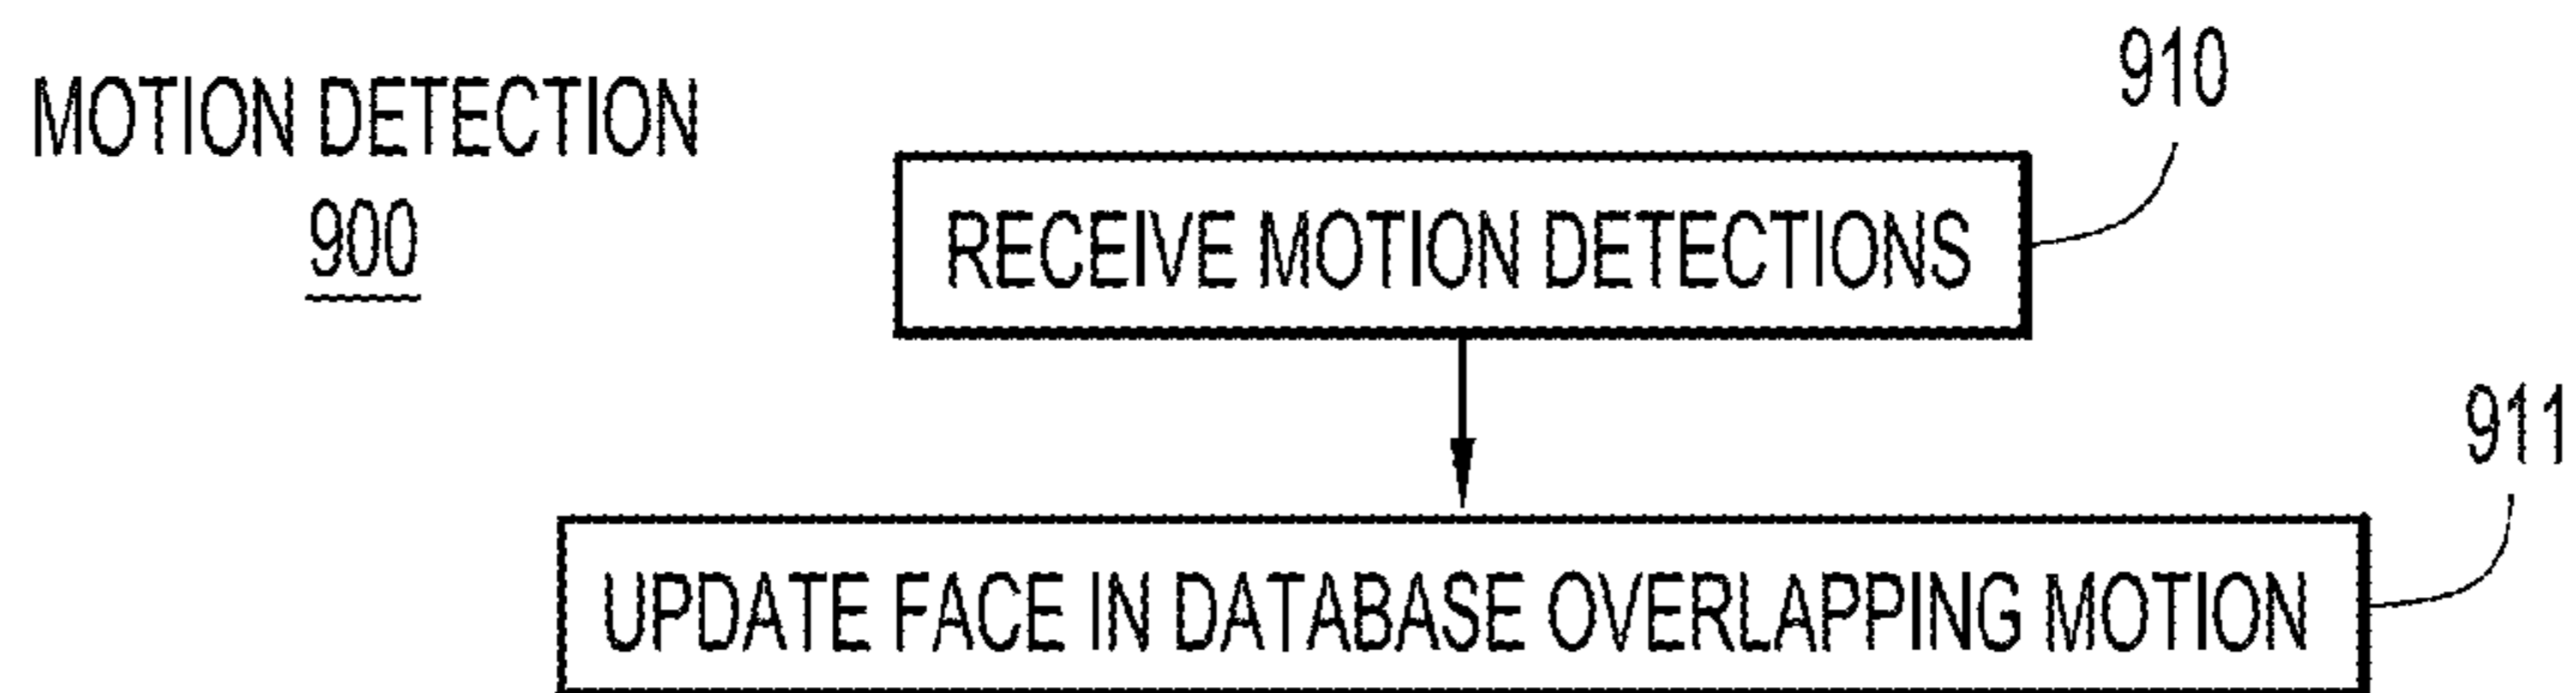 MOTION DETECTION
900
910
RECEIVE MOTION DETECTIONS
911
UPDATE FACE IN DATABASE OVERLAPPING MOTION